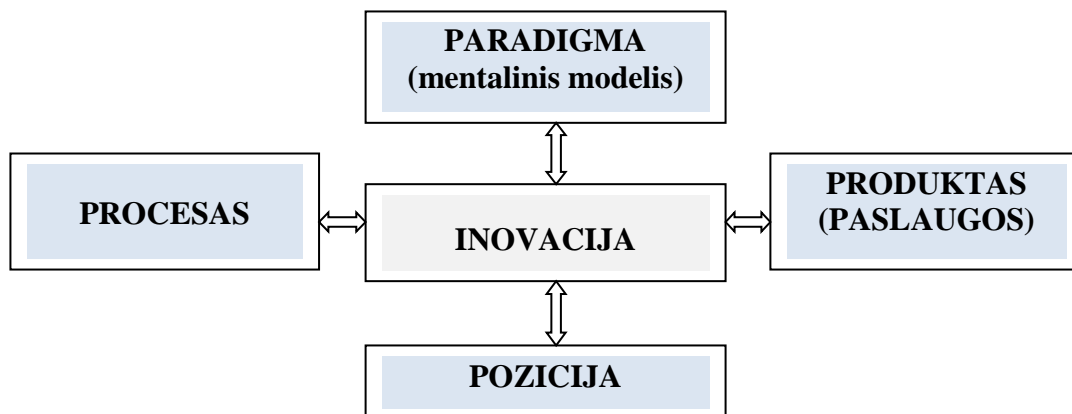 PARADIGMA
(mentalinis modelis)
PROCESAS
INOVACIJA
PRODUKTAS
(PASLAUGOS)
POZICIJA